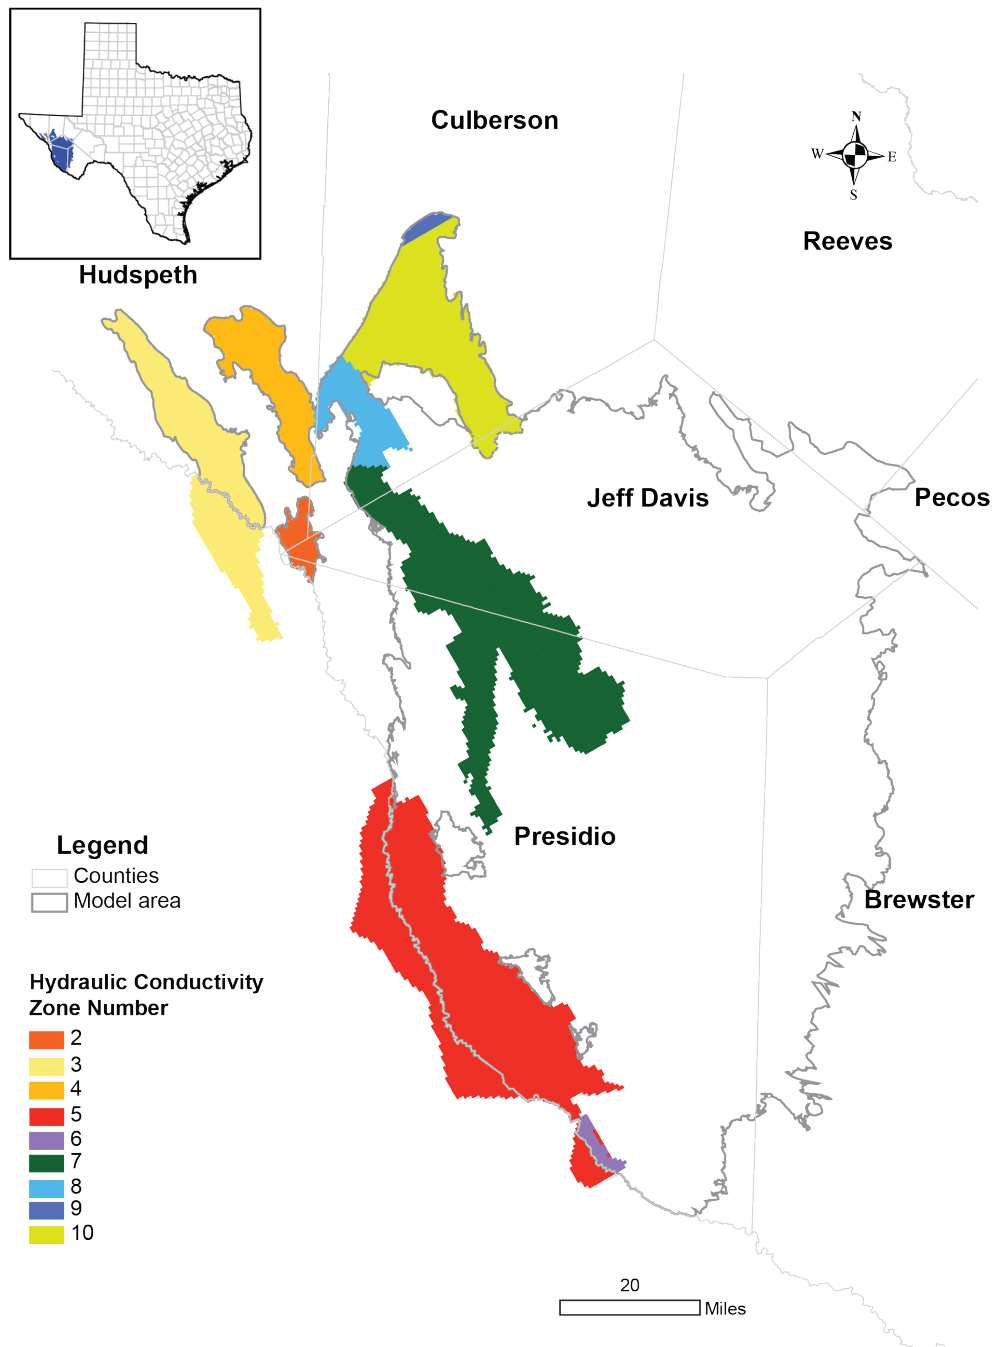 Culberson
N
W
E
S
Reeves
Hudspeth
Jeff Davis
Pecos
Presidio
Brewster
Legend
Counties
Model area
Hydraulic Conductivity
Zone Number
2
3
4
5
6
7
8
9
10
20
Miles